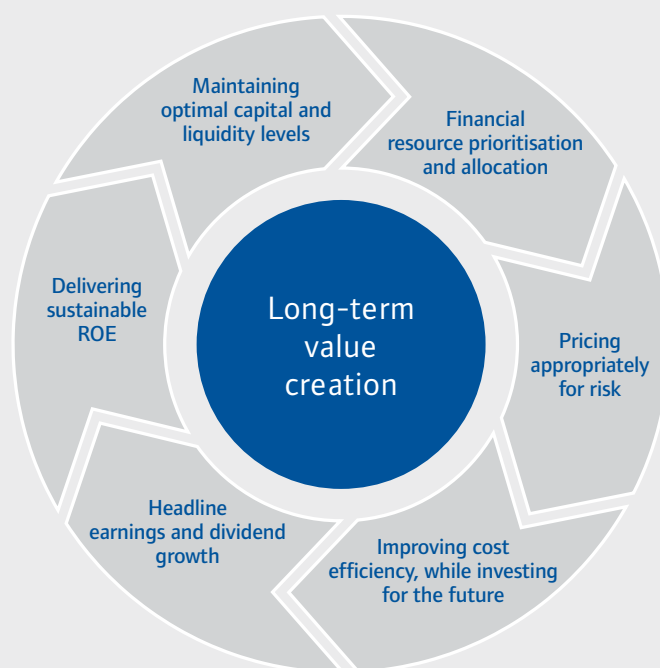 Maintaining
optimal capital and
liquidity levels
Financial
resource prioritisation
and allocation
Pricing
appropriately
for risk
Improving cost
efficiency, while investing
for the future
Headline
earnings and dividend
growth
Delivering
sustainable
ROE
Long-term
value
creation